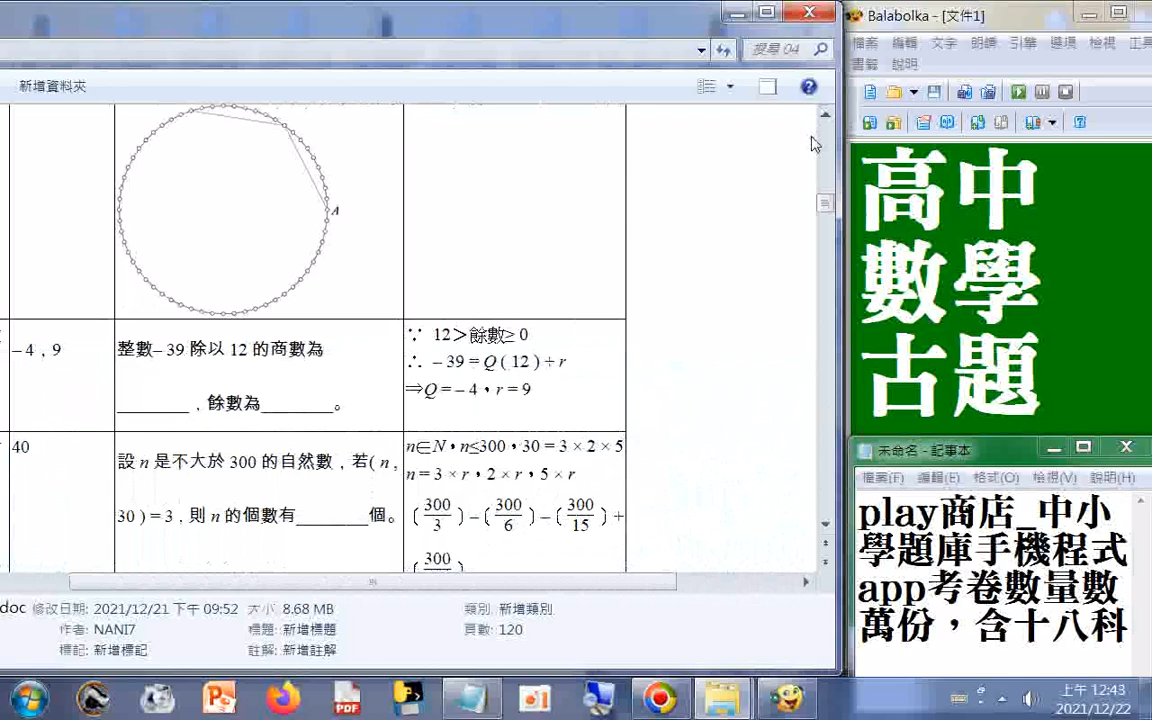 搜尋 04
新增資料夾
A
－4，9
整數–39 除以 12 的商數為
________，餘數為________。
∵ 12＞餘數≥ 0
∴ －39 = Q ( 12 ) + r
⇒Q = – 4，r = 9
40
設 n 是不大於 300 的自然數，若( n ,
30 ) = 3，則 n 的個數有________個。
n∈N，n≤300，30 = 3 × 2 × 5
n = 3 × r，2 × r，5 × r
(300/3) – (300/6) – (300/15) +
doc 修改日期: 2021/12/21 下午 09:52 大小: 8.68 MB 類別: 新增類別
作者: NANI7 標題: 新增標題 頁數: 120
標記: 新增標記 註解: 新增註解
Balabolka - [文件1]
檔案 編輯 文字 朗讀 引擎 選項 檢視 工具
書籤 說明
高中
數學
古題
未命名 - 記事本
檔案(F) 編輯(E) 格式(O) 檢視(V) 說明(H)
play商店_中小
學題庫手機程式
app考卷數量數
萬份，含十八科
上午 12:43
2021/12/22